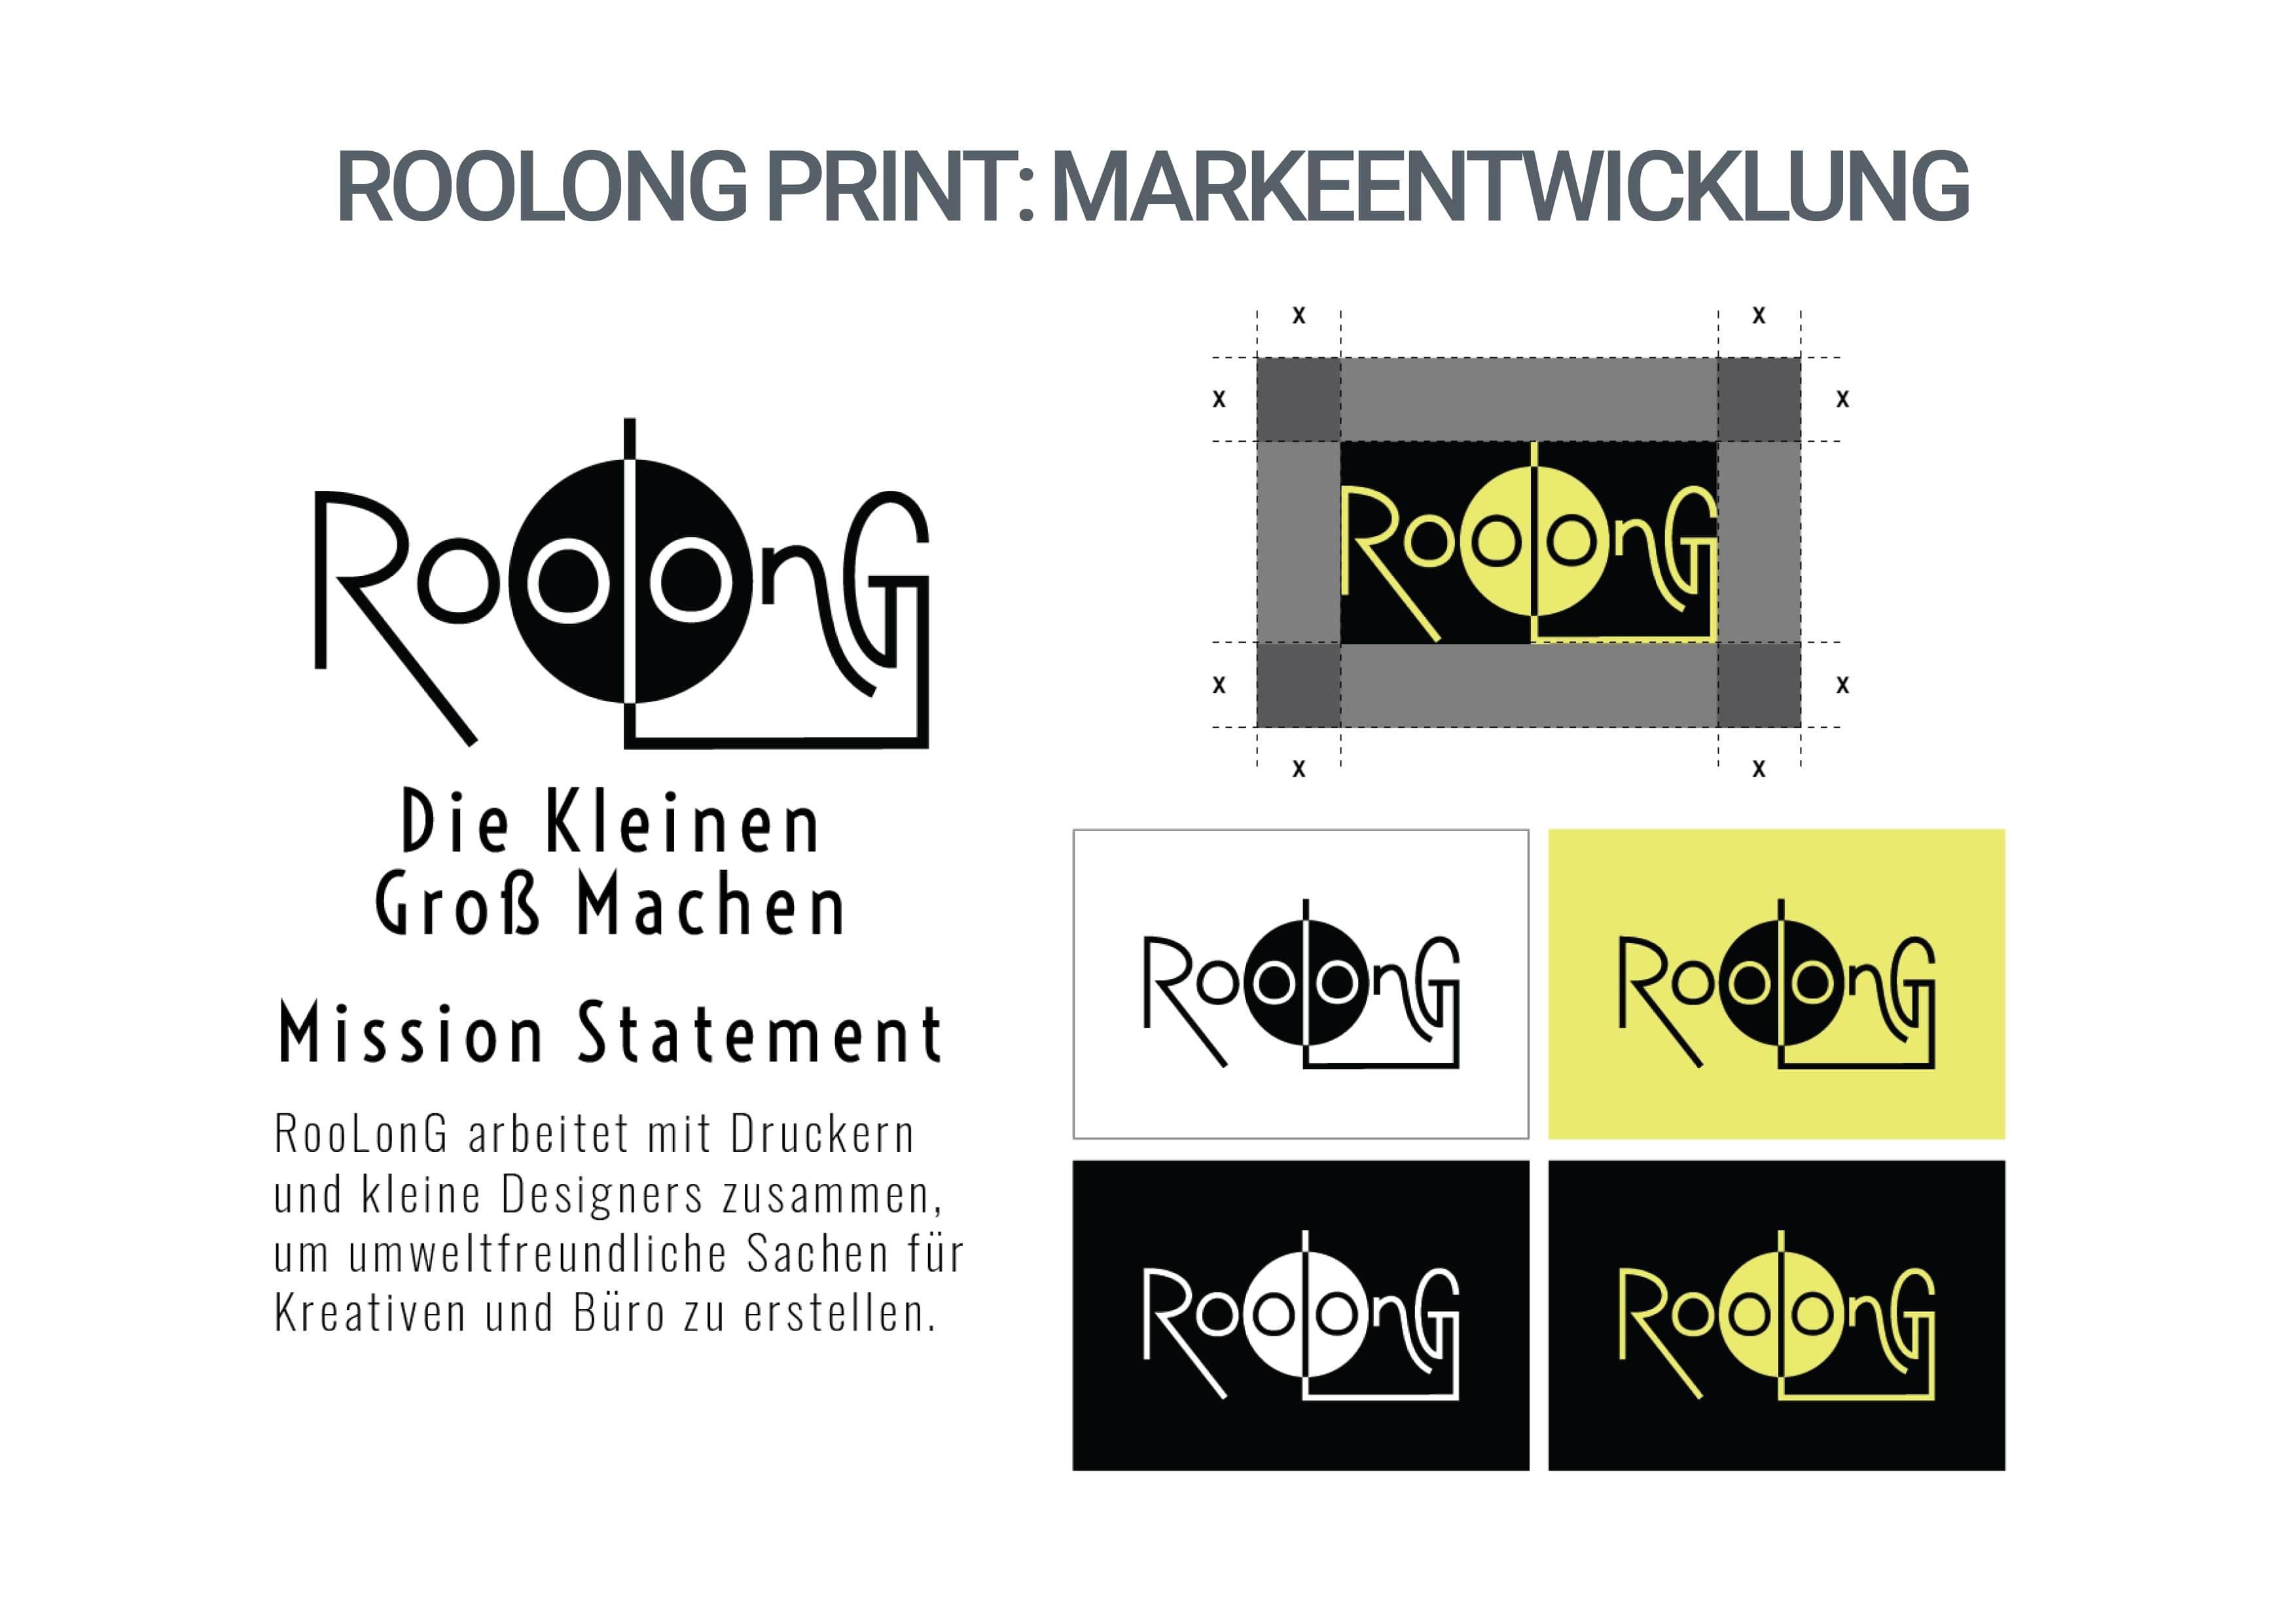 ROOLONG PRINT: MARKEENTWICKLUNG
RooLonG
Die Kleinen
Groß Machen
Mission Statement
RooLonG arbeitet mit Druckern
und kleine Designers zusammen,
um umweltfreundliche Sachen für
Kreativen und Büro zu erstellen.
x x
x x
RooLonG
x x
x x
RooLonG RooLonG
RooLonG RooLonG